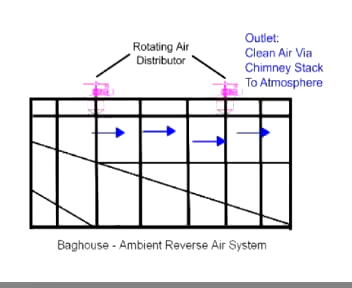 Rotating Air
Distributor
Outlet:
Clean Air Via
Chimney Stack
To Atmosphere
Baghouse - Ambient Reverse Air System